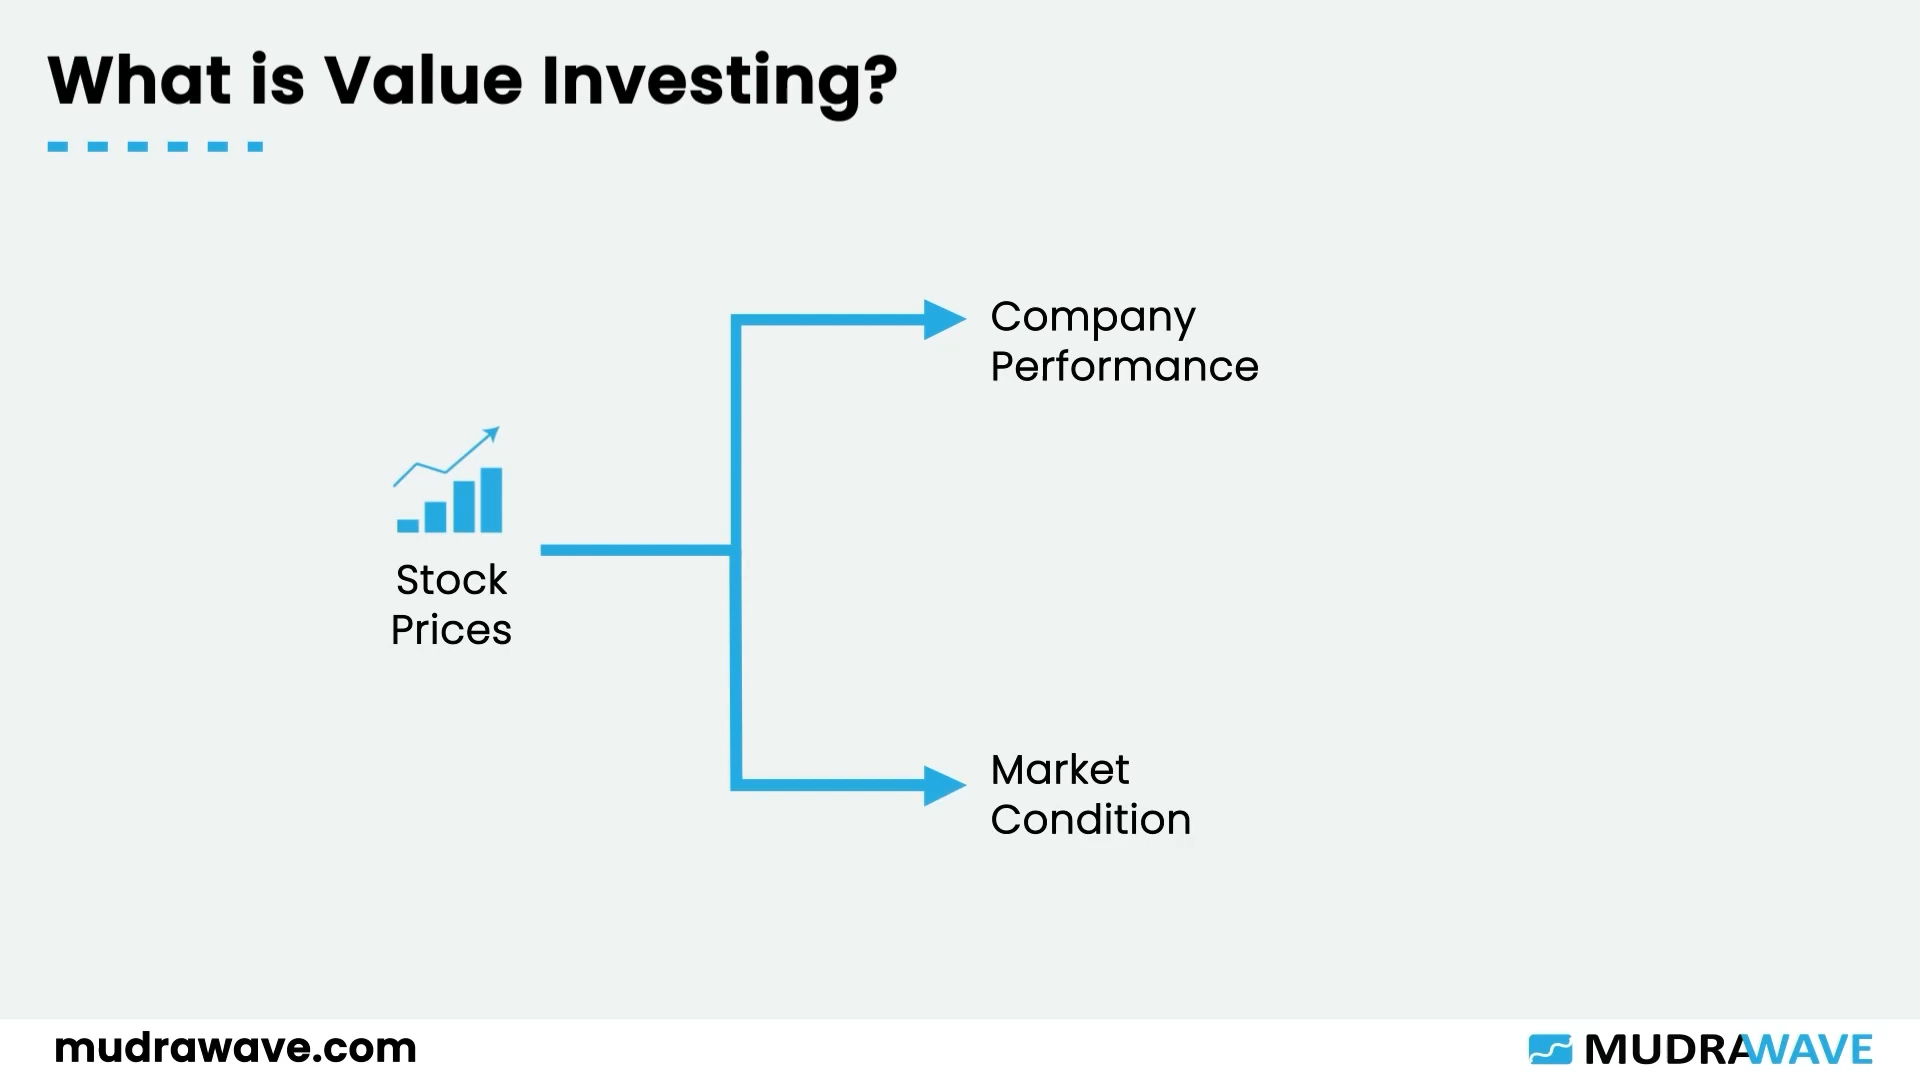 What is Value Investing?
Company
Performance
Stock
Prices
Market
Condition
mudrawave.com
MUDRAWAVE